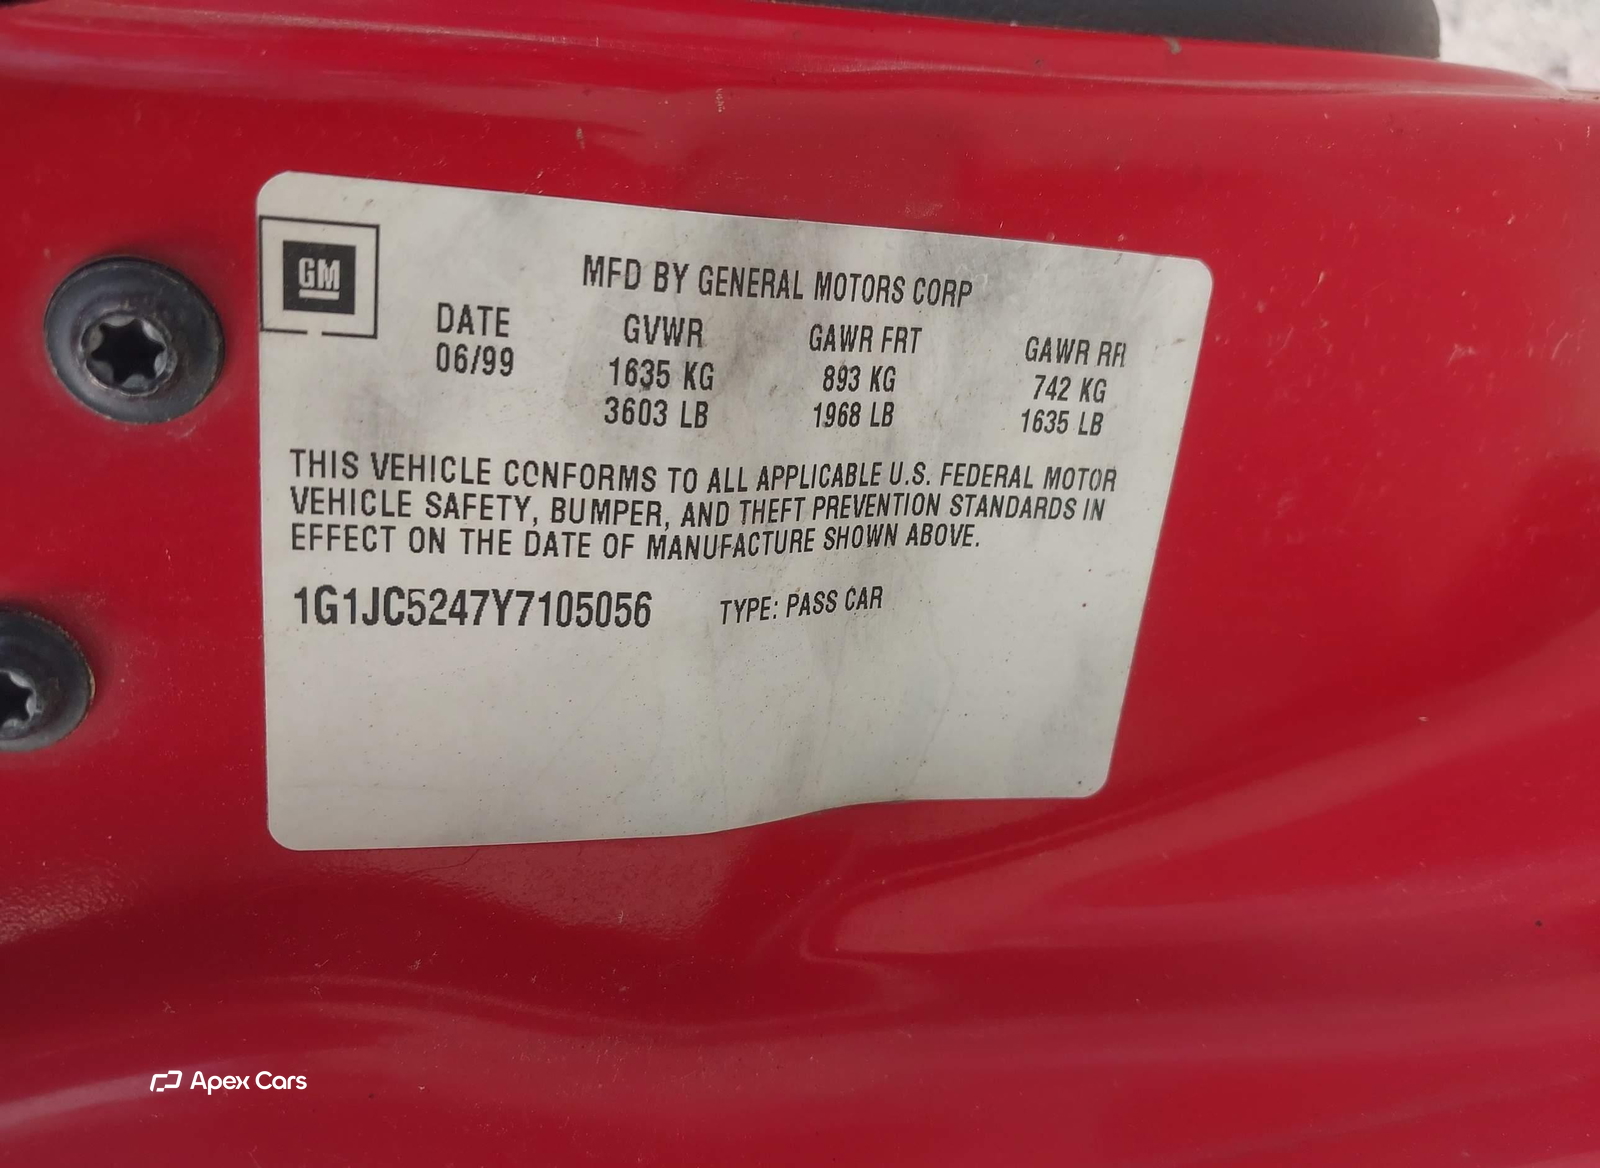 GM
MFD BY GENERAL MOTORS CORP
DATE GVWR GAWR FRT GAWR RR
06/99 1635 KG 893 KG 742 KG
3603 LB 1968 LB 1635 LB
THIS VEHICLE CONFORMS TO ALL APPLICABLE U.S. FEDERAL MOTOR
VEHICLE SAFETY, BUMPER, AND THEFT PREVENTION STANDARDS IN
EFFECT ON THE DATE OF MANUFACTURE SHOWN ABOVE.
1G1JC5247Y7105056 TYPE: PASS CAR
Apex Cars